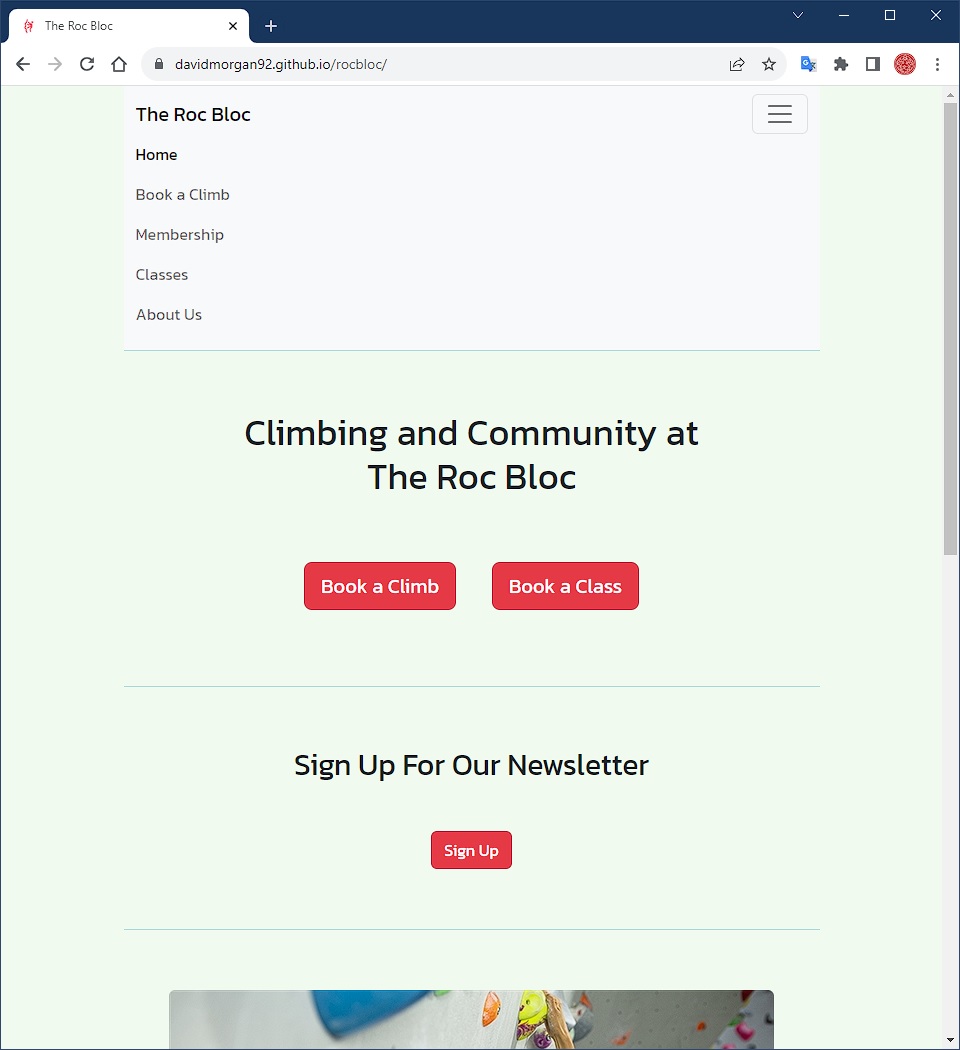 The Roc Bloc
davidmorgan92.github.io/rocbloc/
The Roc Bloc
Home
Book a Climb
Membership
Classes
About Us
Climbing and Community at
The Roc Bloc
Book a Climb
Book a Class
Sign Up For Our Newsletter
Sign Up